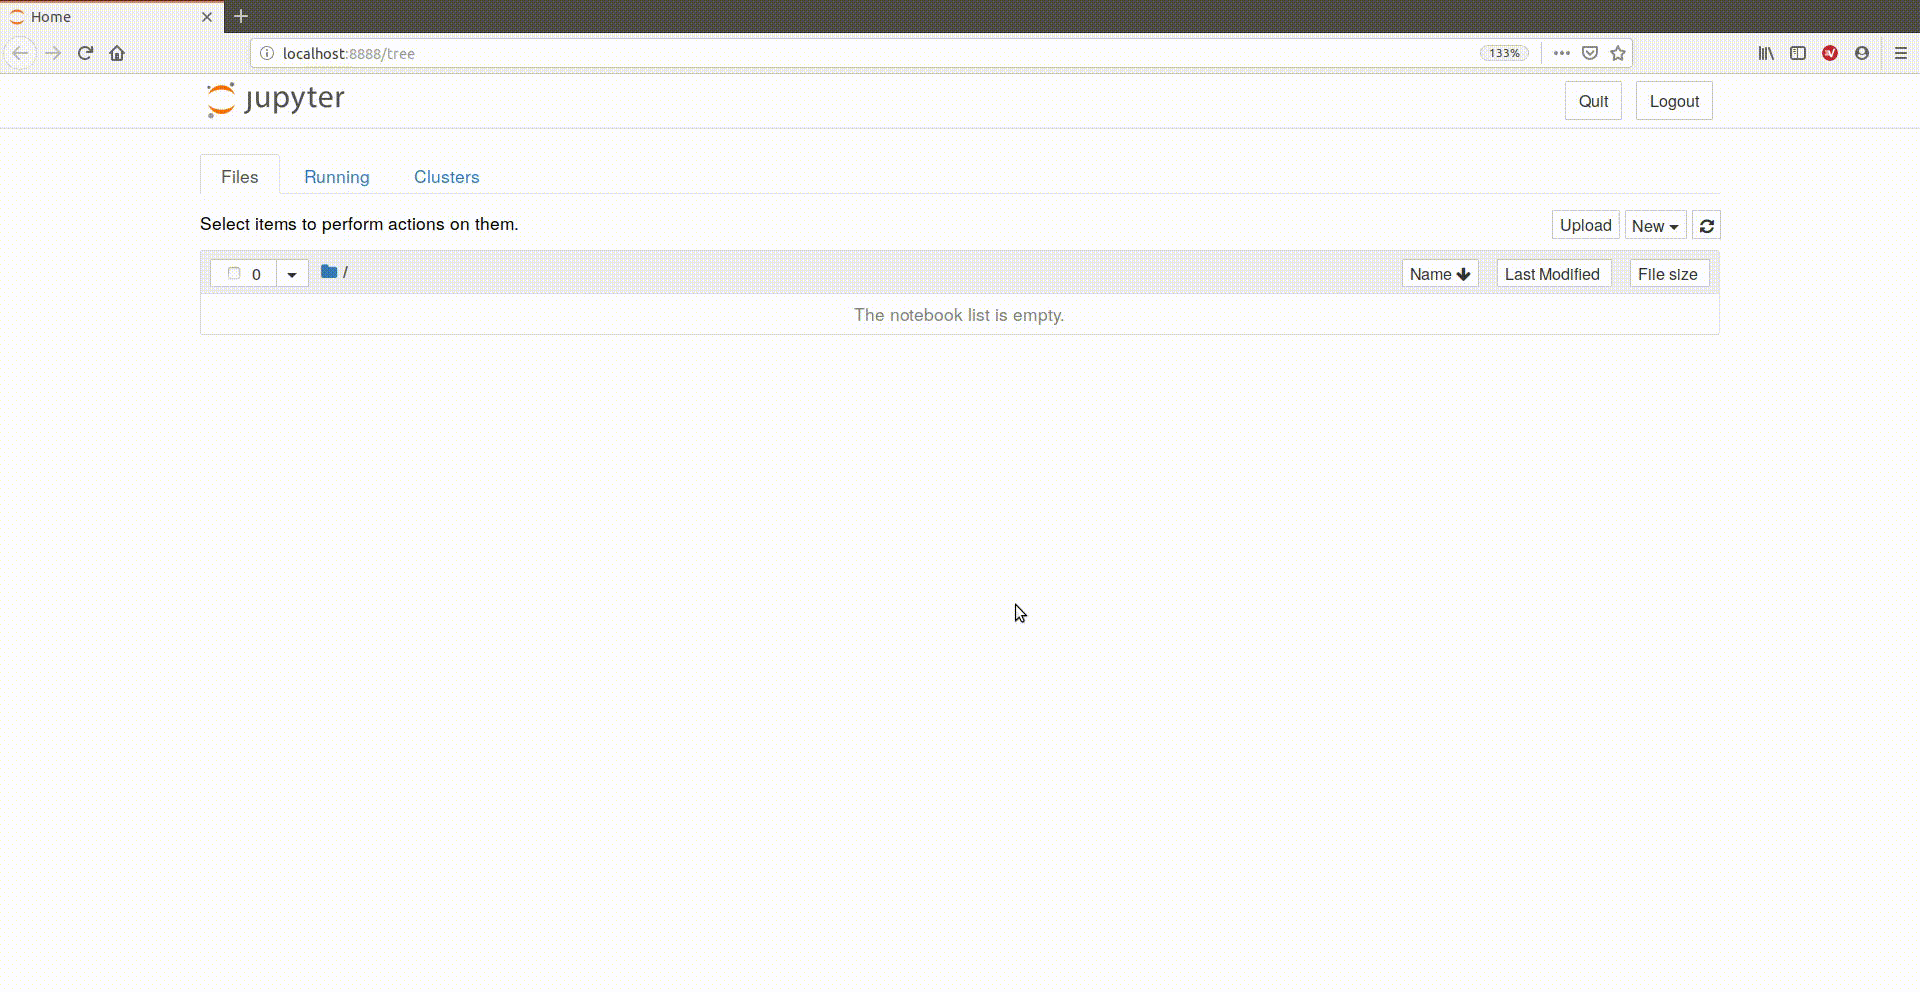 Home
localhost:8888/tree
133%
jupyter
Quit
Logout
Files
Running
Clusters
Select items to perform actions on them.
Upload
New
0
/
Name
Last Modified
File size
The notebook list is empty.